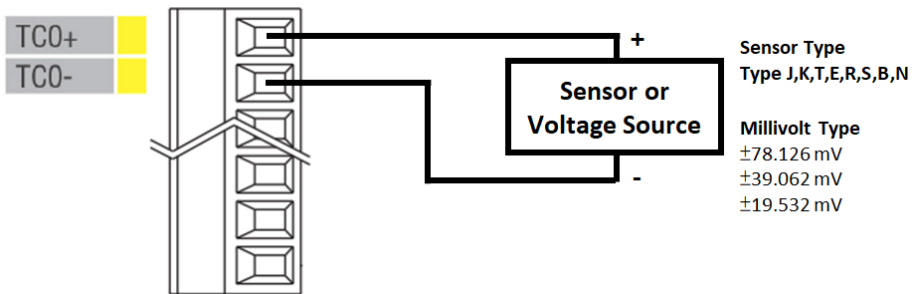 TC0+
TC0-
+
Sensor or
Voltage Source
-
Sensor Type
Type J,K,T,E,R,S,B,N
Millivolt Type
±78.126 mV
±39.062 mV
±19.532 mV